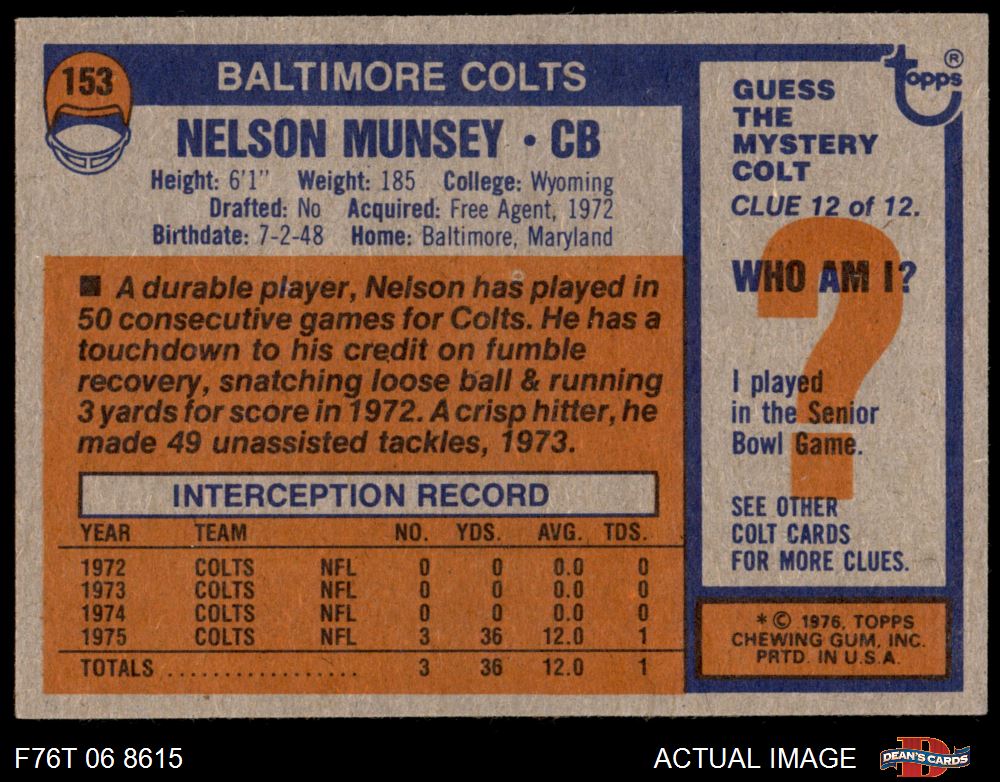 153
BALTIMORE COLTS
NELSON MUNSEY • CB
Height: 6'1" Weight: 185 College: Wyoming
Drafted: No Acquired: Free Agent, 1972
Birthdate: 7-2-48 Home: Baltimore, Maryland
■ A durable player, Nelson has played in
50 consecutive games for Colts. He has a
touchdown to his credit on fumble
recovery, snatching loose ball & running
3 yards for score in 1972. A crisp hitter, he
made 49 unassisted tackles, 1973.
INTERCEPTION RECORD
YEAR TEAM NO. YDS. AVG. TDS.
1972 COLTS NFL 0 0 0.0 0
1973 COLTS NFL 0 0 0.0 0
1974 COLTS NFL 0 0 0.0 0
1975 COLTS NFL 3 36 12.0 1
TOTALS ................. 3 36 12.0 1
topps®
GUESS
THE
MYSTERY
COLT
CLUE 12 of 12.
WHO AM I?
?
I played
in the Senior
Bowl Game.
SEE OTHER
COLT CARDS
FOR MORE CLUES.
* © 1976, TOPPS
CHEWING GUM, INC.
PRTD. IN U.S.A.
F76T 06 8615
ACTUAL IMAGE
DEAN'S CARDS